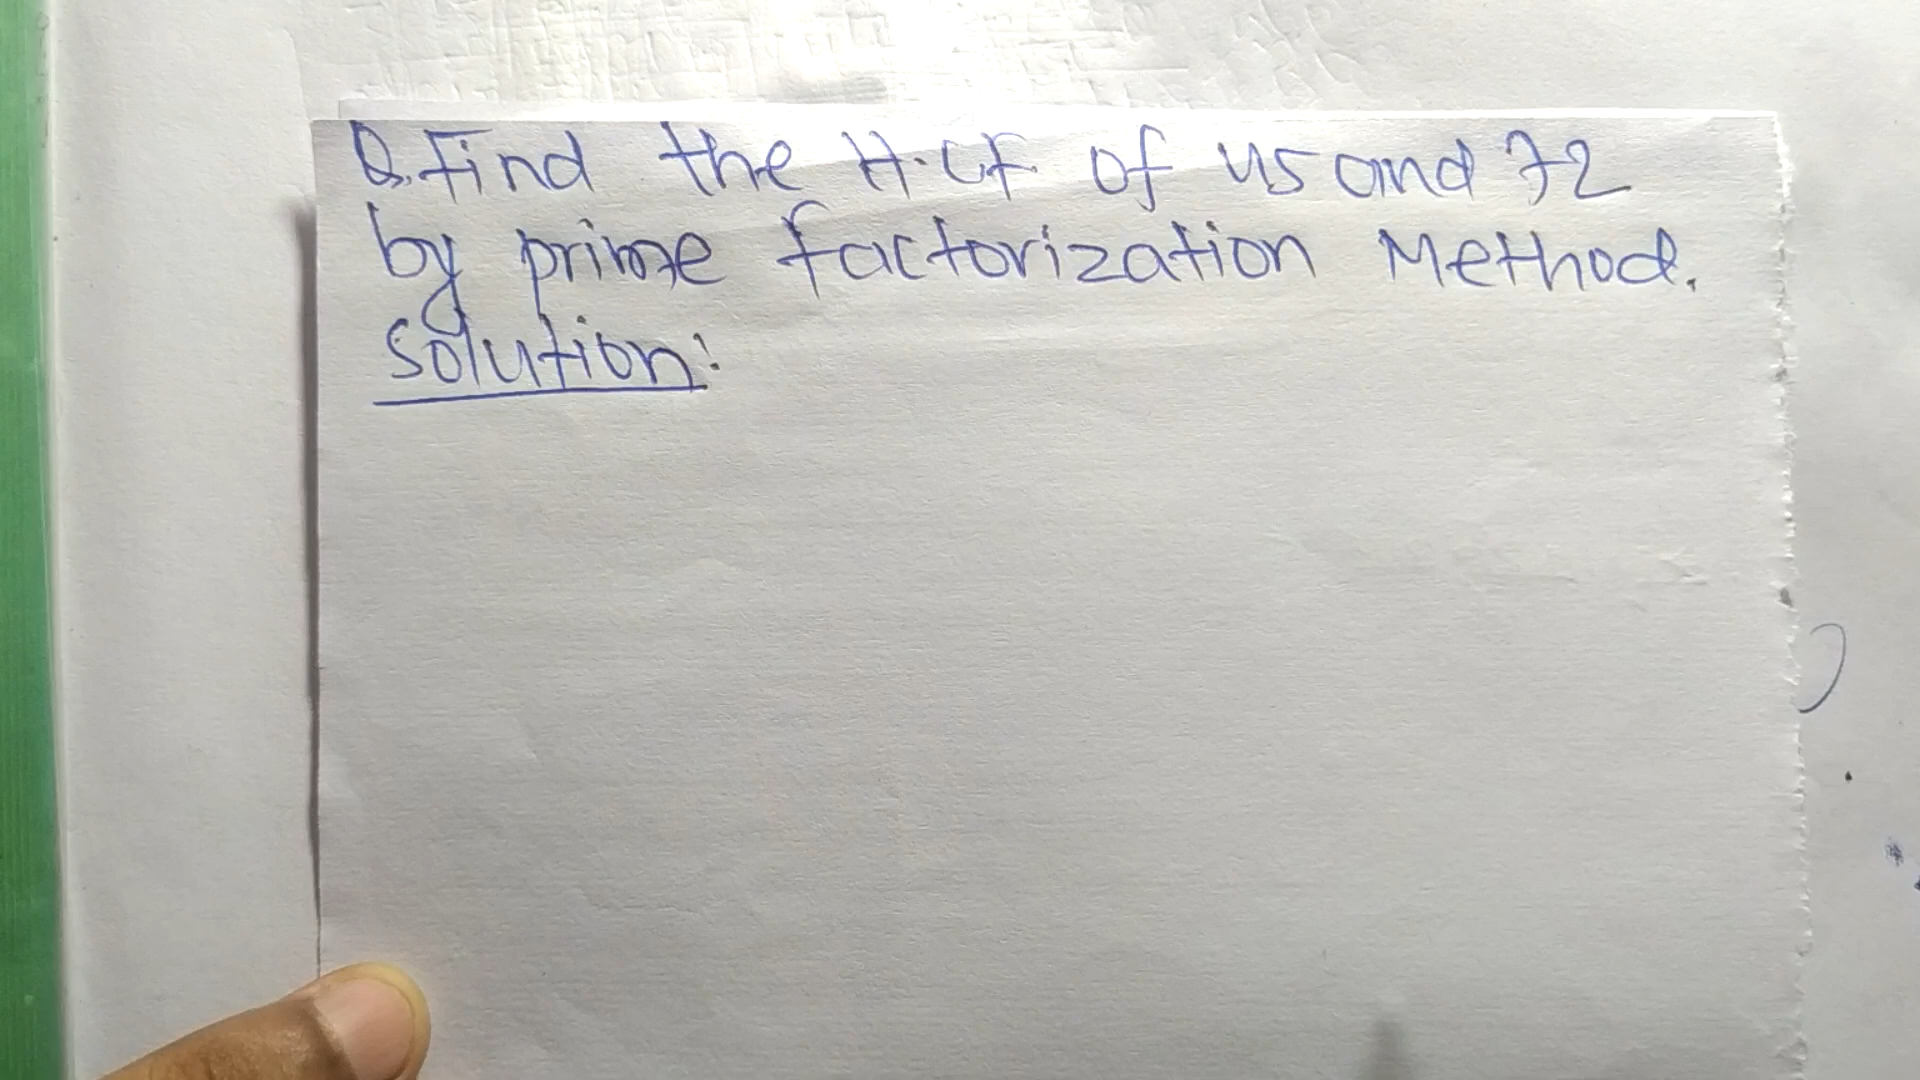 Q. Find the H.C.F of 45 and 72
by prime factorization Method.
Solution: